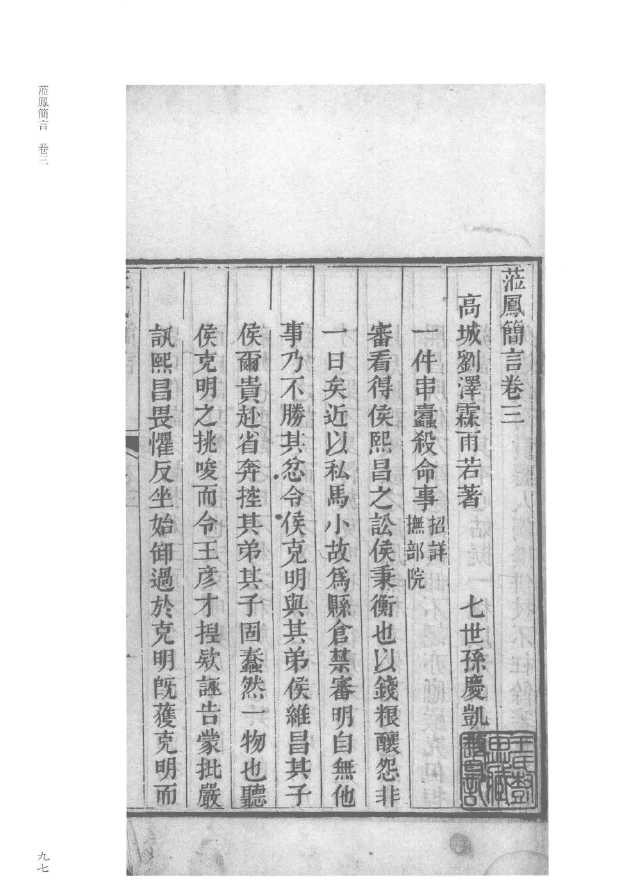 蒞鳳簡言 卷三
蒞鳳簡言卷三
高城劉澤霖雨若著 七世孫慶凱
一件串蠹殺命事 招詳撫部院
審看得侯熙昌之訟侯秉衡也以錢粮釀怨非
一日矣近以私馬小故爲縣倉禁審明自無他
事乃不勝其忿令侯克明與其弟侯維昌其子
侯爾貴赴省奔控其弟其子固蠢然一物也聽
侯克明之挑唆而令王彥才捏欵誣告蒙批嚴
訊熙昌畏懼反坐始卸過於克明旣獲克明而
九七